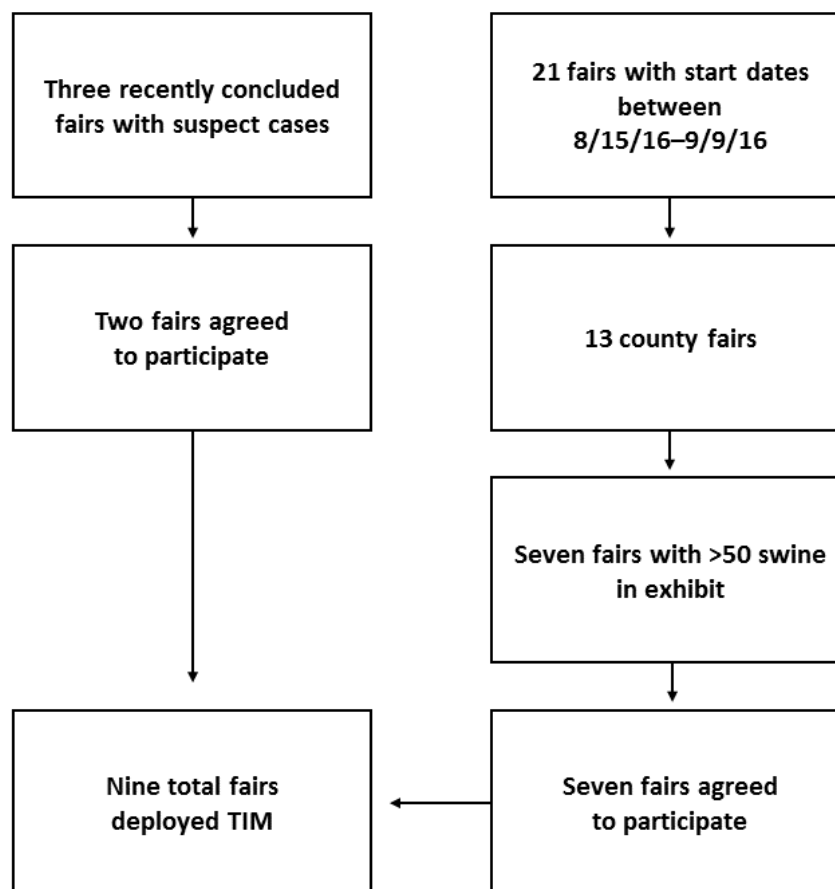 Three recently concluded
fairs with suspect cases
21 fairs with start dates
between
8/15/16–9/9/16
Two fairs agreed
to participate
13 county fairs
Seven fairs with >50 swine
in exhibit
Nine total fairs
deployed TIM
Seven fairs agreed
to participate